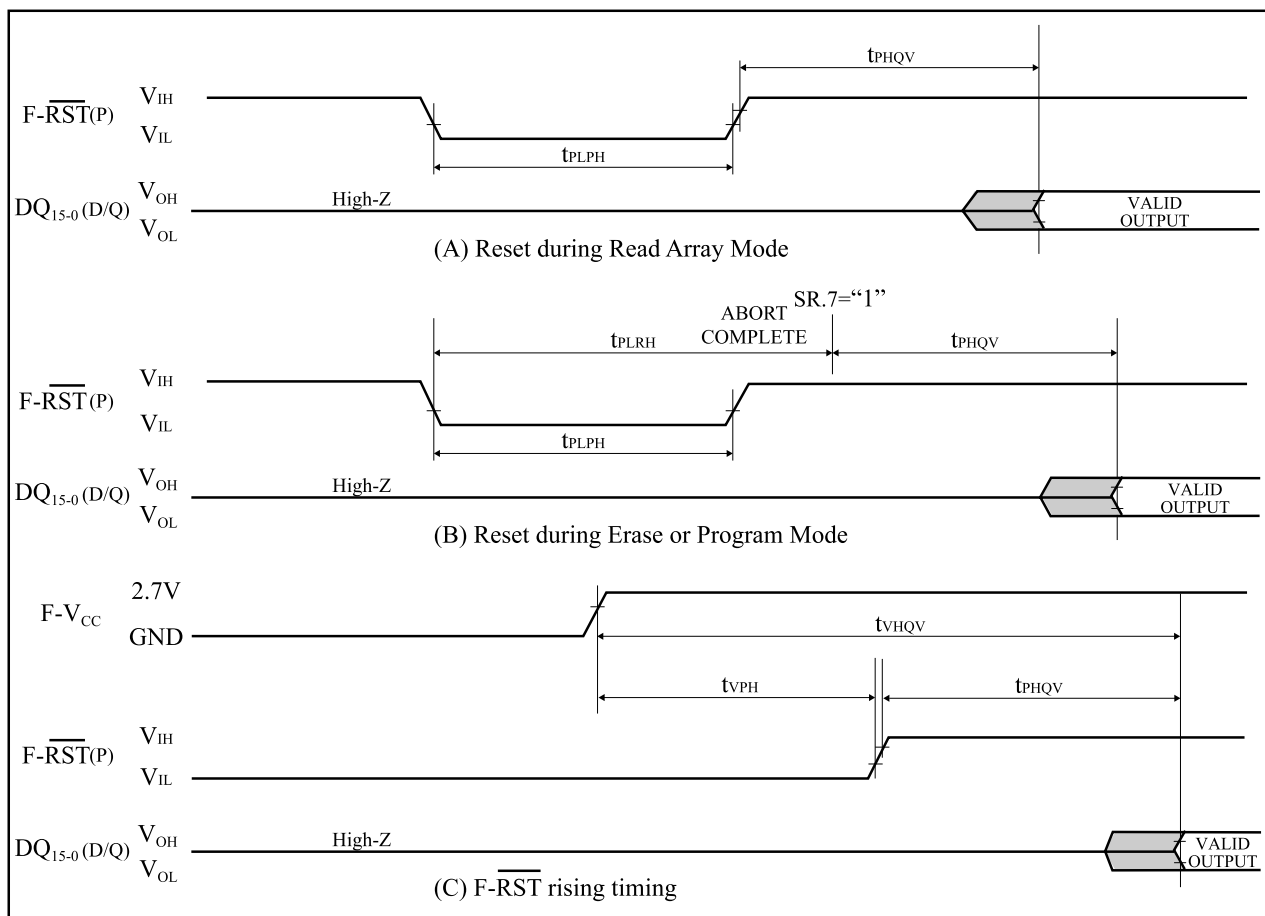 tPHQV
VIH
F-RST(P)
VIL
tPLPH
VOH
High-Z
DQ15-0 (D/Q)
VALID
OUTPUT
VOL
(A) Reset during Read Array Mode
SR.7=“1”
ABORT
COMPLETE
tPLRH
tPHQV
VIH
F-RST(P)
VIL
tPLPH
VOH
High-Z
DQ15-0 (D/Q)
VALID
OUTPUT
VOL
(B) Reset during Erase or Program Mode
2.7V
F-VCC
GND
tVHQV
tVPH
tPHQV
VIH
F-RST(P)
VIL
VOH
High-Z
DQ15-0 (D/Q)
VALID
OUTPUT
VOL
(C) F-RST rising timing